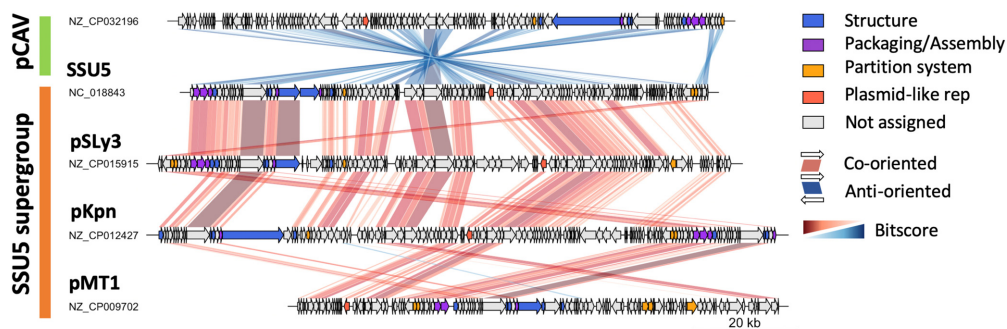 pCAV
NZ_CP032196
SSU5
SSU5 supergroup
NC_018843
pSLy3
NZ_CP015915
pKpn
NZ_CP012427
pMT1
NZ_CP009702
20 kb
Structure
Packaging/Assembly
Partition system
Plasmid-like rep
Not assigned
Co-oriented
Anti-oriented
Bitscore